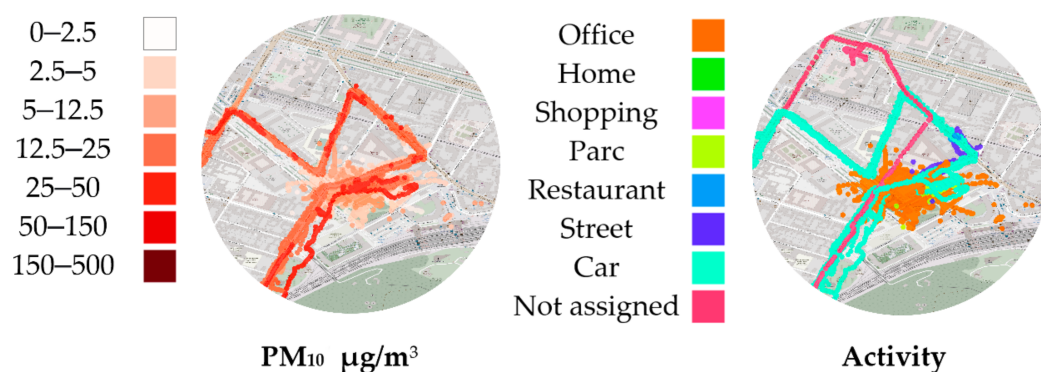 0–2.5
2.5–5
5–12.5
12.5–25
25–50
50–150
150–500
PM₁₀ µg/m³
Office
Home
Shopping
Parc
Restaurant
Street
Car
Not assigned
Activity